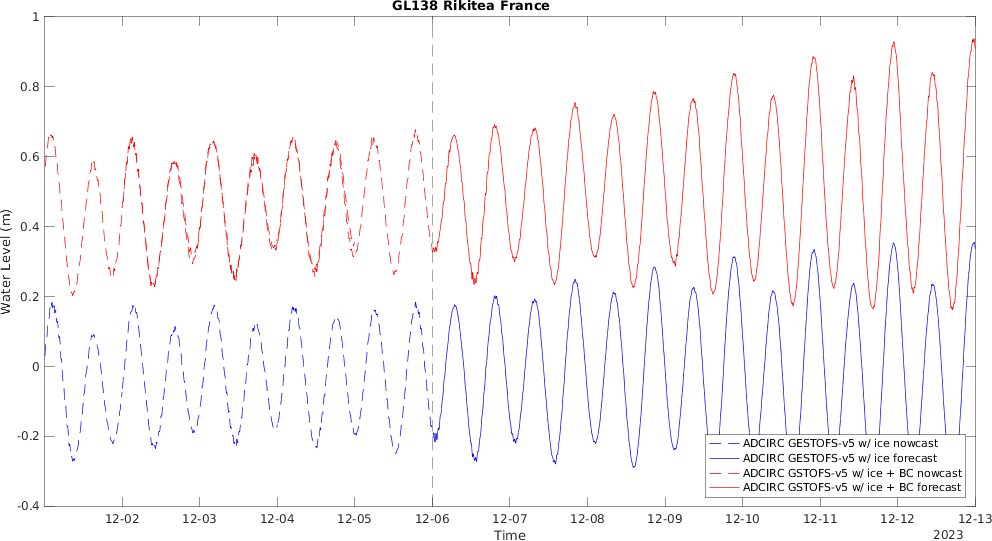 GL138 Rikitea France
Water Level (m)
1
0.8
0.6
0.4
0.2
0
-0.2
-0.4
ADCIRC GESTOFS-v5 w/ ice nowcast
ADCIRC GESTOFS-v5 w/ ice forecast
ADCIRC GSTOFS-v5 w/ ice + BC nowcast
ADCIRC GSTOFS-v5 w/ ice + BC forecast
12-02 12-03 12-04 12-05 12-06 12-07 12-08 12-09 12-10 12-11 12-12 12-13
Time
2023